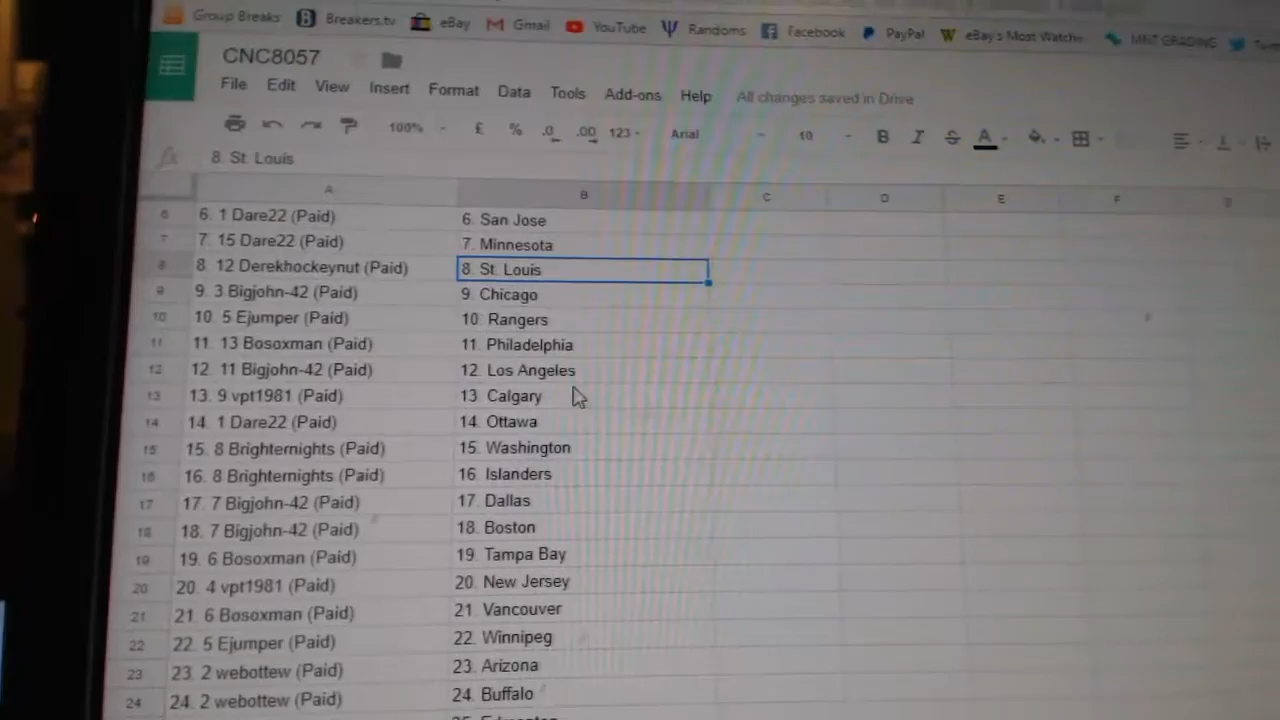 Group Breaks Breakers.tv eBay Gmail YouTube Randoms Facebook PayPal eBay's Most Watche MNT GRADING
CNC8057
File Edit View Insert Format Data Tools Add-ons Help All changes saved in Drive
100% £ % .0 .00 123 Arial 10 B I S A
fx 8. St. Louis
A B C D E F
6 6. 1 Dare22 (Paid) 6. San Jose
7 7. 15 Dare22 (Paid) 7. Minnesota
8 8. 12 Derekhockeynut (Paid) 8. St. Louis
9 9. 3 Bigjohn-42 (Paid) 9. Chicago
10 10. 5 Ejumper (Paid) 10. Rangers
11 11. 13 Bosoxman (Paid) 11. Philadelphia
12 12. 11 Bigjohn-42 (Paid) 12. Los Angeles
13 13. 9 vpt1981 (Paid) 13. Calgary
14 14. 1 Dare22 (Paid) 14. Ottawa
15 15. 8 Brighternights (Paid) 15. Washington
16 16. 8 Brighternights (Paid) 16. Islanders
17 17. 7 Bigjohn-42 (Paid) 17. Dallas
18 18. 7 Bigjohn-42 (Paid) 18. Boston
19 19. 6 Bosoxman (Paid) 19. Tampa Bay
20 20. 4 vpt1981 (Paid) 20. New Jersey
21 21. 6 Bosoxman (Paid) 21. Vancouver
22 22. 5 Ejumper (Paid) 22. Winnipeg
23 23. 2 webottew (Paid) 23. Arizona
24 24. 2 webottew (Paid) 24. Buffalo